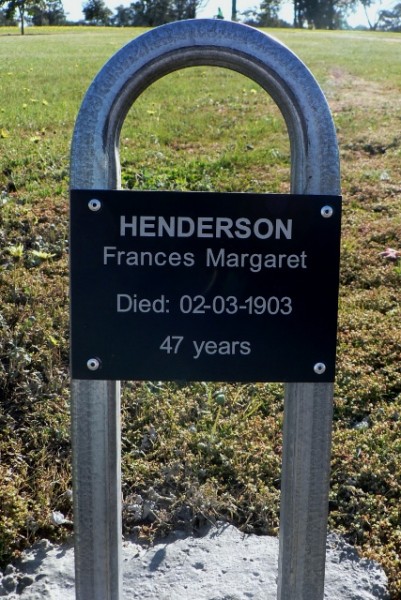 HENDERSON
Frances Margaret
Died: 02-03-1903
47 years